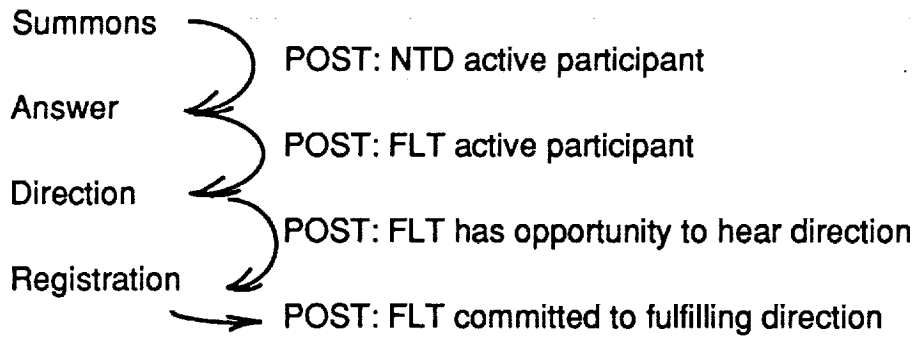 Summons
POST: NTD active participant
Answer
POST: FLT active participant
Direction
POST: FLT has opportunity to hear direction
Registration
POST: FLT committed to fulfilling direction